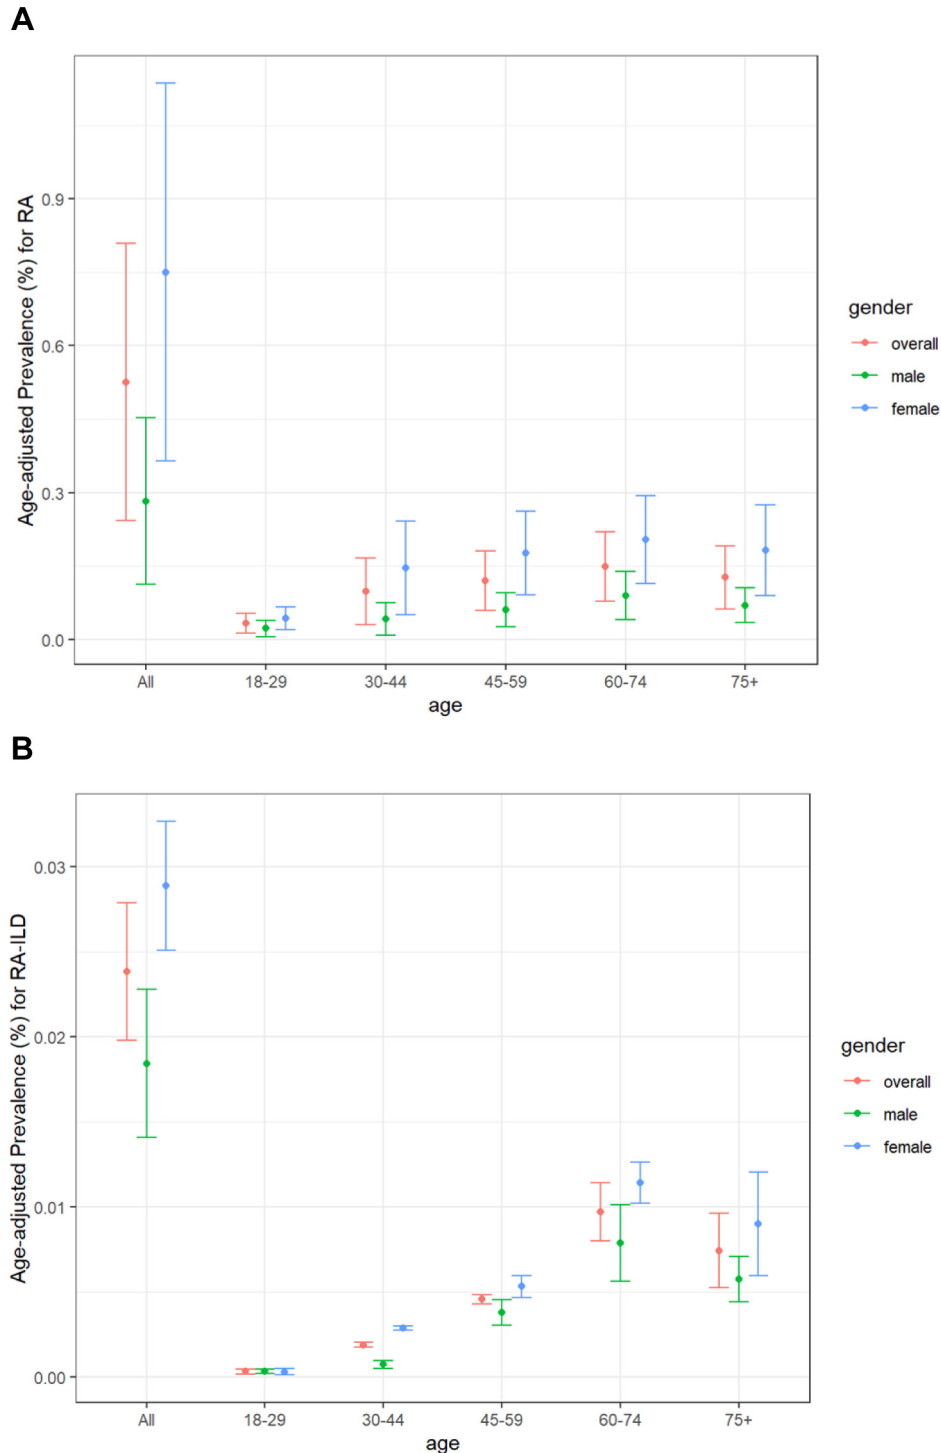 A
Age-adjusted Prevalence (%) for RA
0.9
0.6
0.3
0.0
All 18-29 30-44 45-59 60-74 75+
age
gender
overall
male
female
B
Age-adjusted Prevalence (%) for RA-ILD
0.03
0.02
0.01
0.00
All 18-29 30-44 45-59 60-74 75+
age
gender
overall
male
female